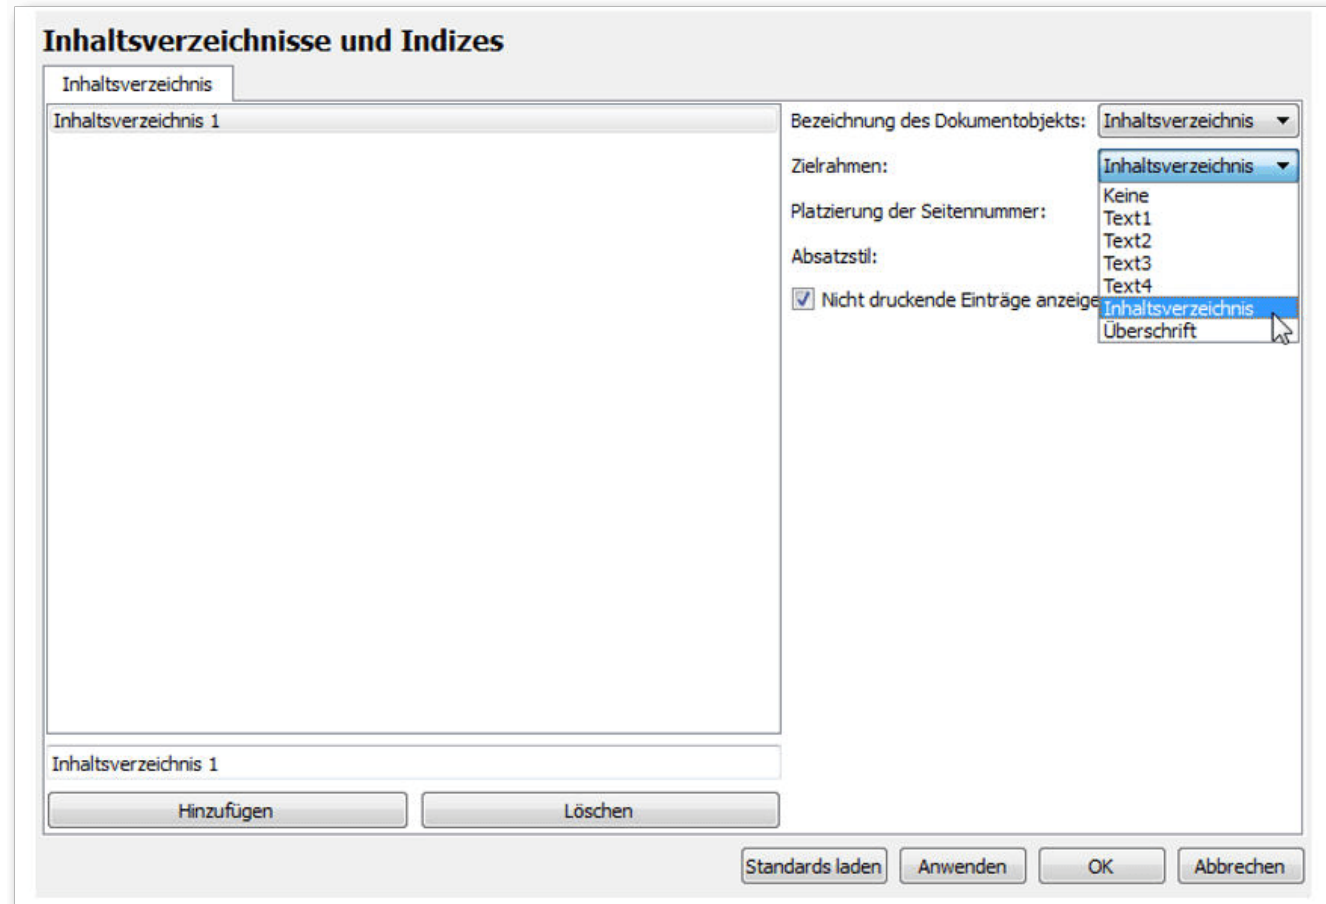 Inhaltsverzeichnisse und Indizes
Inhaltsverzeichnis
Inhaltsverzeichnis 1
Bezeichnung des Dokumentobjekts: Inhaltsverzeichnis
Zielrahmen: Inhaltsverzeichnis
Keine
Platzierung der Seitennummer:
Text1
Text2
Absatzstil:
Text3
Text4
Nicht druckende Einträge anzeige
Inhaltsverzeichnis
Überschrift
Inhaltsverzeichnis 1
Hinzufügen Löschen
Standards laden Anwenden OK Abbrechen